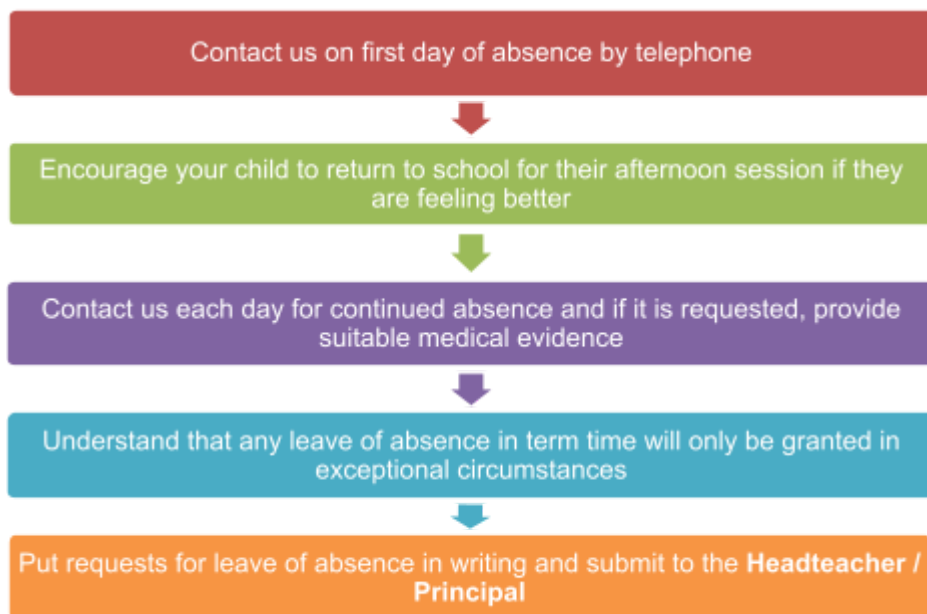 Contact us on first day of absence by telephone
Encourage your child to return to school for their afternoon session if they
are feeling better
Contact us each day for continued absence and if it is requested, provide
suitable medical evidence
Understand that any leave of absence in term time will only be granted in
exceptional circumstances
Put requests for leave of absence in writing and submit to the Headteacher /
Principal